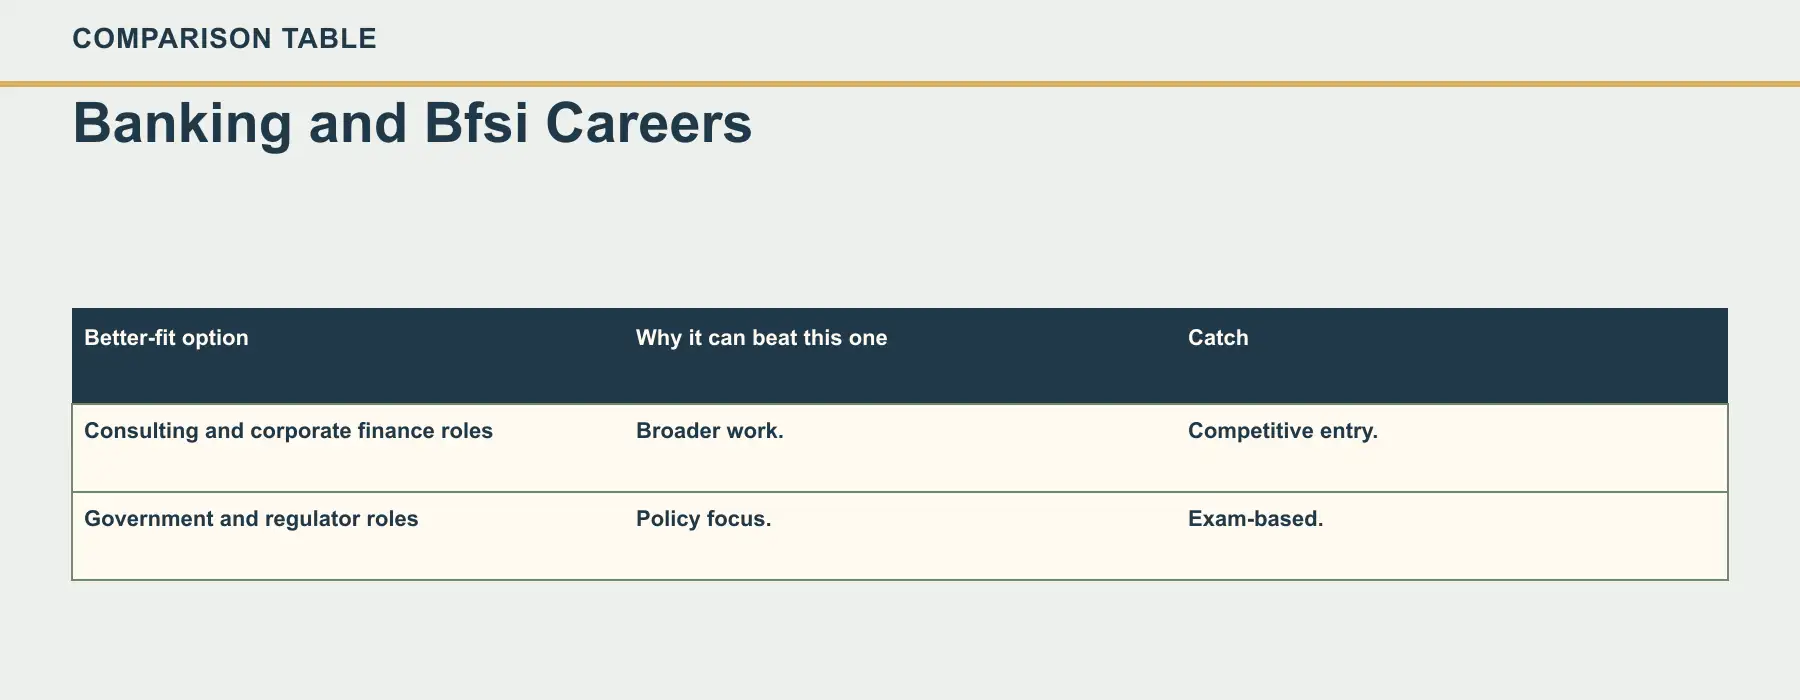 COMPARISON TABLE
Banking and Bfsi Careers
Better-fit option Why it can beat this one Catch
Consulting and corporate finance roles Broader work. Competitive entry.
Government and regulator roles Policy focus. Exam-based.